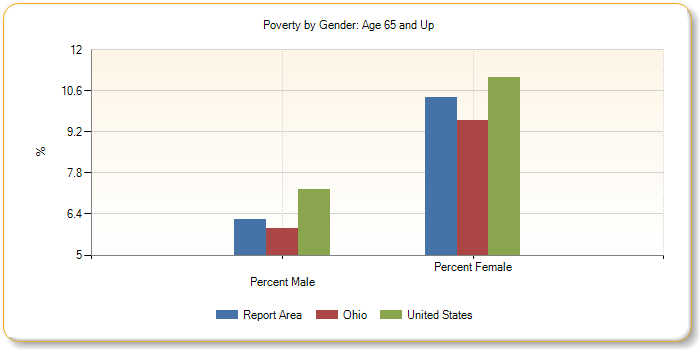 Poverty by Gender: Age 65 and Up
12
10.6
9.2
%
7.8
6.4
5
Percent Female
Percent Male
Report Area Ohio United States